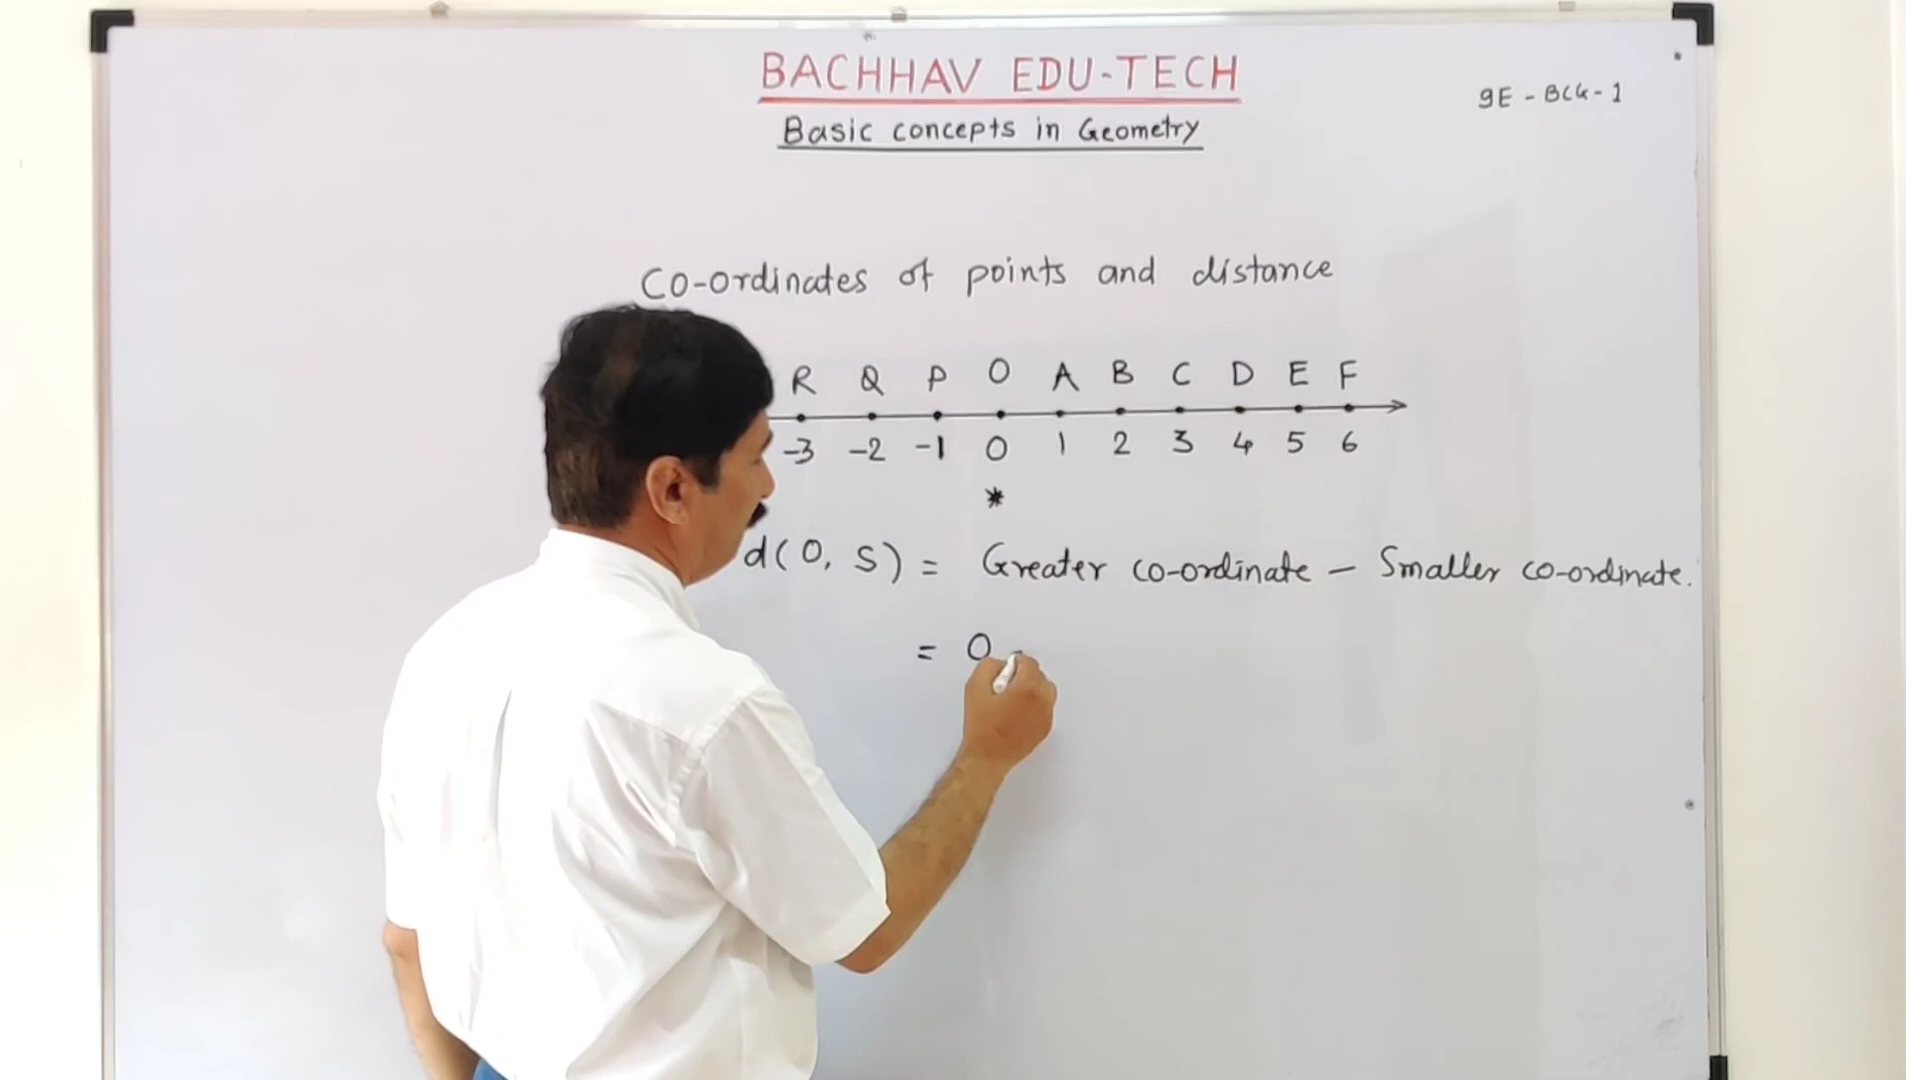 BACHHAV EDU-TECH
9E - BCG - 1
Basic concepts in Geometry
Co-ordinates of points and distance
R Q P O A B C D E F
-3 -2 -1 0 1 2 3 4 5 6
*
d(O, S) = Greater co-ordinate - Smaller co-ordinate.
= 0 -